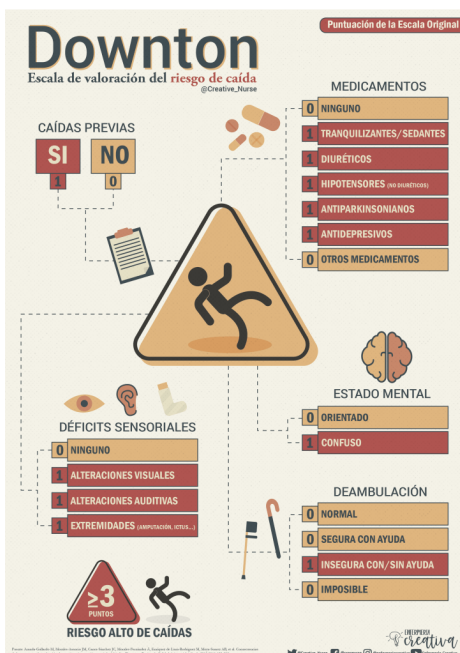 Puntuación de la Escala Original
Downton
Escala de valoración del riesgo de caída
@Creative_Nurse
CAÍDAS PREVIAS
SI
NO
1
0
MEDICAMENTOS
0 NINGUNO
1 TRANQUILIZANTES/SEDANTES
1 DIURÉTICOS
1 HIPOTENSORES (NO DIURÉTICOS)
1 ANTIPARKINSONIANOS
1 ANTIDEPRESIVOS
0 OTROS MEDICAMENTOS
ESTADO MENTAL
0 ORIENTADO
1 CONFUSO
DÉFICITS SENSORIALES
0 NINGUNO
1 ALTERACIONES VISUALES
1 ALTERACIONES AUDITIVAS
1 EXTREMIDADES (AMPUTACIÓN, ICTUS...)
DEAMBULACIÓN
0 NORMAL
0 SEGURA CON AYUDA
1 INSEGURA CON/SIN AYUDA
0 IMPOSIBLE
≥3
PUNTOS
RIESGO ALTO DE CAÍDAS
ENFERMERA
creativa